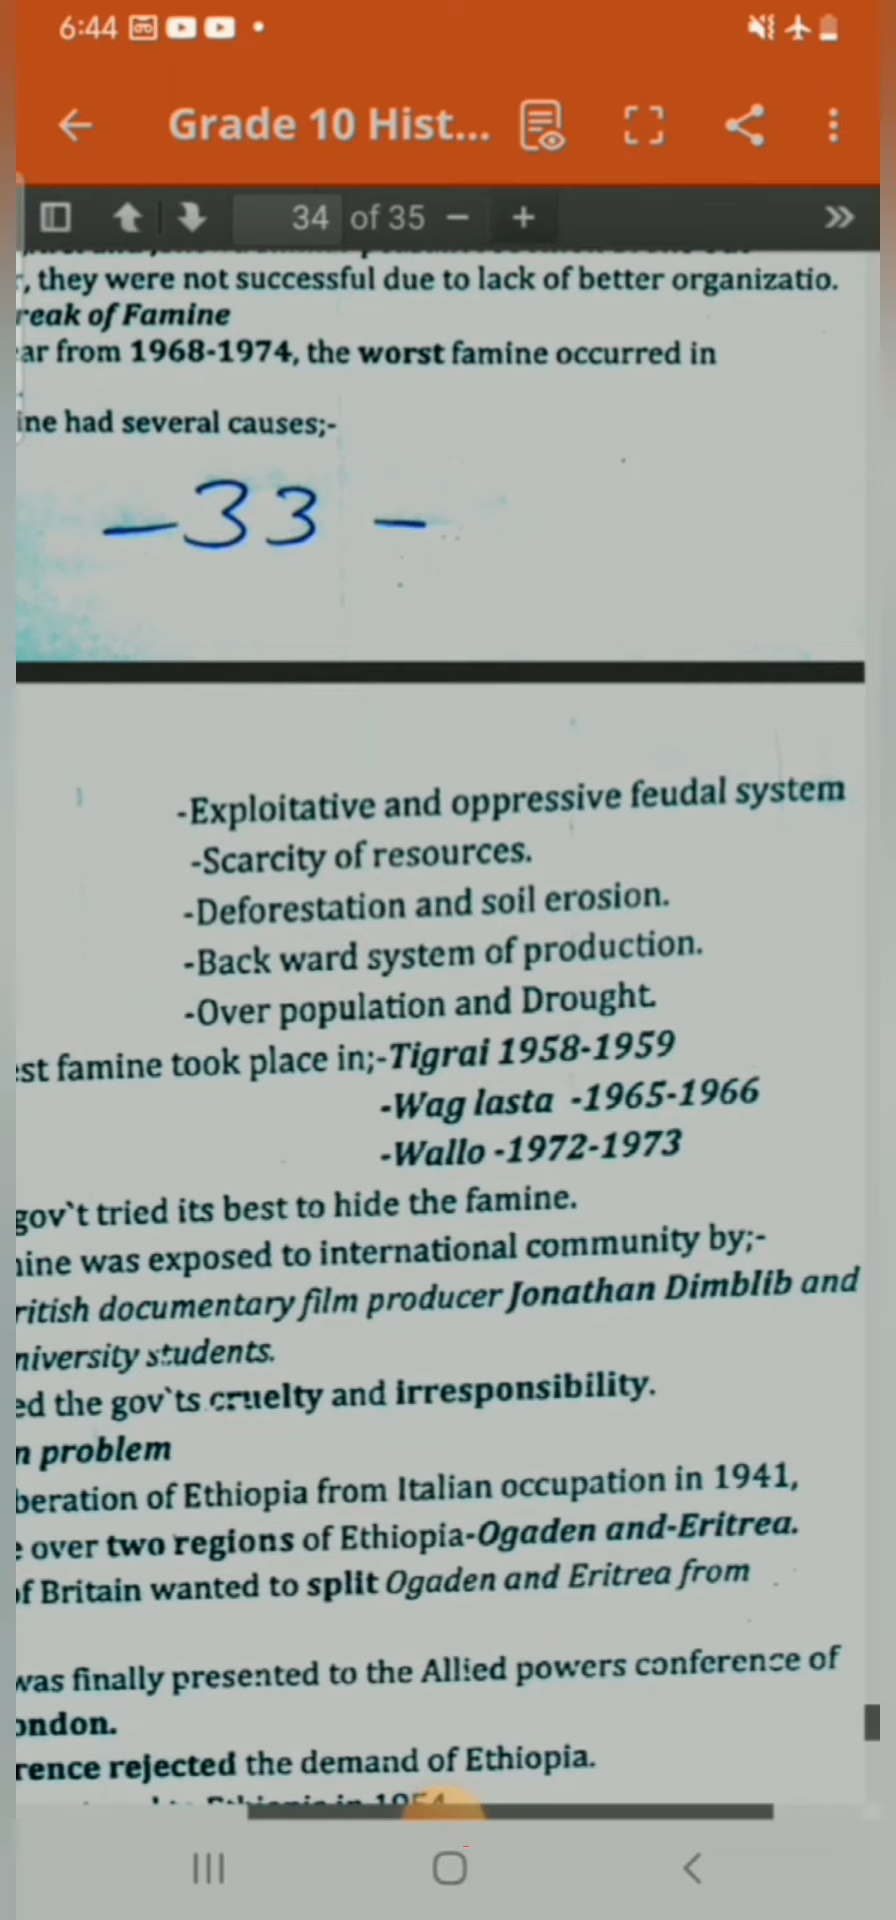 6:44
Grade 10 Hist...
34 of 35
, they were not successful due to lack of better organizatio.
reak of Famine
ar from 1968-1974, the worst famine occurred in
ine had several causes;-
-33 -
-Exploitative and oppressive feudal system
-Scarcity of resources.
-Deforestation and soil erosion.
-Back ward system of production.
-Over population and Drought.
st famine took place in;-Tigrai 1958-1959
-Wag lasta -1965-1966
-Wallo -1972-1973
gov`t tried its best to hide the famine.
ine was exposed to international community by;-
ritish documentary film producer Jonathan Dimblib and
niversity students.
ed the gov`ts cruelty and irresponsibility.
n problem
beration of Ethiopia from Italian occupation in 1941,
e over two regions of Ethiopia-Ogaden and-Eritrea.
of Britain wanted to split Ogaden and Eritrea from
was finally presented to the Allied powers conference of
ondon.
rence rejected the demand of Ethiopia.
Ethiopia in 1954